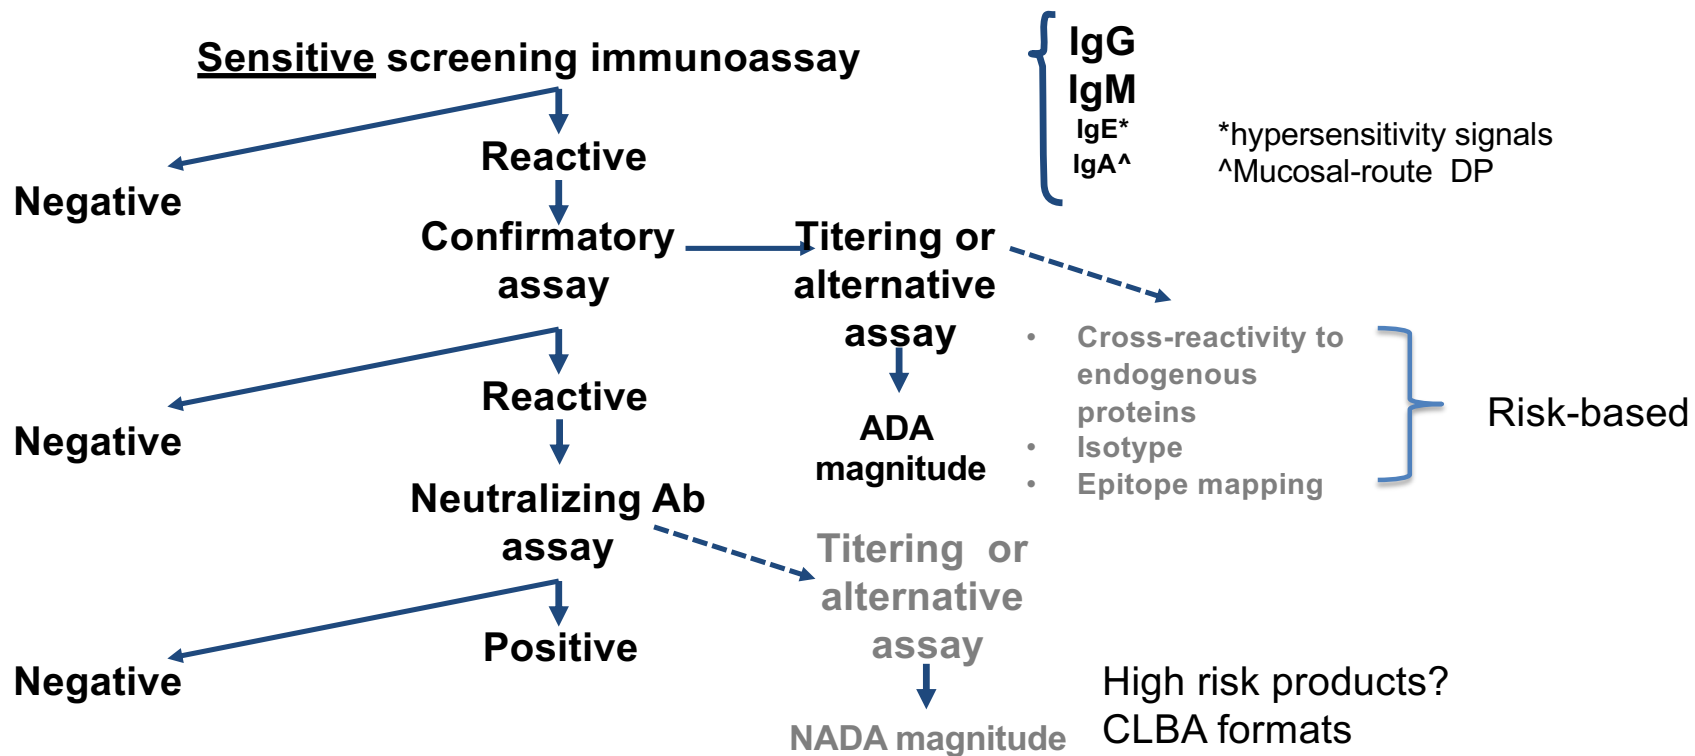 Sensitive screening immunoassay
IgG
IgM
IgE*
IgA^
*hypersensitivity signals
^Mucosal-route DP
Reactive
Negative
Confirmatory
assay
Titering or
alternative
assay
• Cross-reactivity to
endogenous
proteins
• Isotype
• Epitope mapping
Risk-based
Reactive
Negative
ADA
magnitude
Neutralizing Ab
assay
Titering or
alternative
assay
Positive
Negative
NADA magnitude
High risk products?
CLBA formats